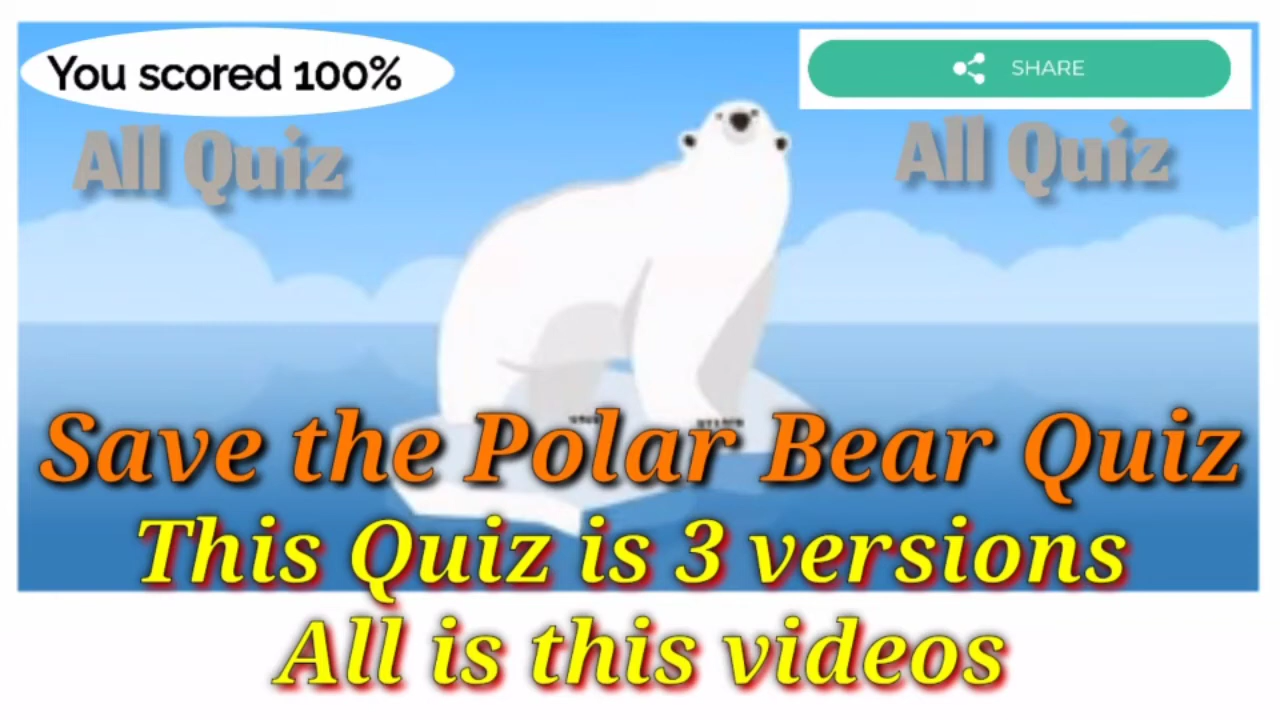 You scored 100%
SHARE
All Quiz
All Quiz
Save the Polar Bear Quiz
This Quiz is 3 versions
All is this videos